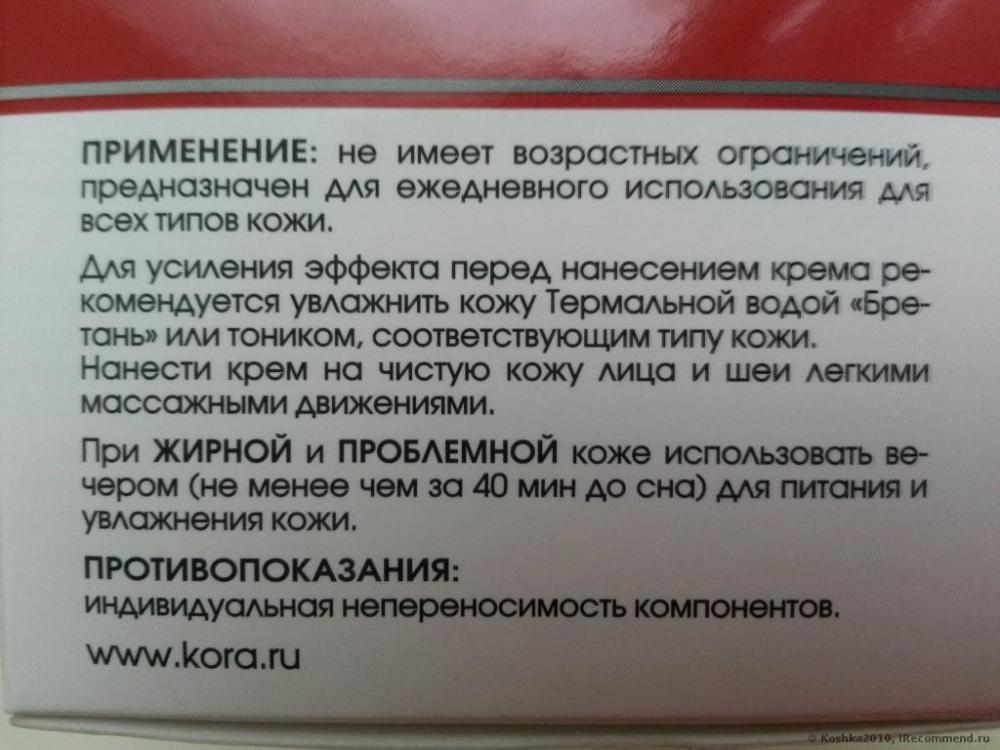 ПРИМЕНЕНИЕ: не имеет возрастных ограничений,
предназначен для ежедневного использования для
всех типов кожи.
Для усиления эффекта перед нанесением крема ре-
комендуется увлажнить кожу Термальной водой «Бре-
тань» или тоником, соответствующим типу кожи.
Нанести крем на чистую кожу лица и шеи легкими
массажными движениями.
При ЖИРНОЙ и ПРОБЛЕМНОЙ коже использовать ве-
чером (не менее чем за 40 мин до сна) для питания и
увлажнения кожи.
ПРОТИВОПОКАЗАНИЯ:
индивидуальная непереносимость компонентов.
www.kora.ru
© Koshka2010, IRecommend.ru